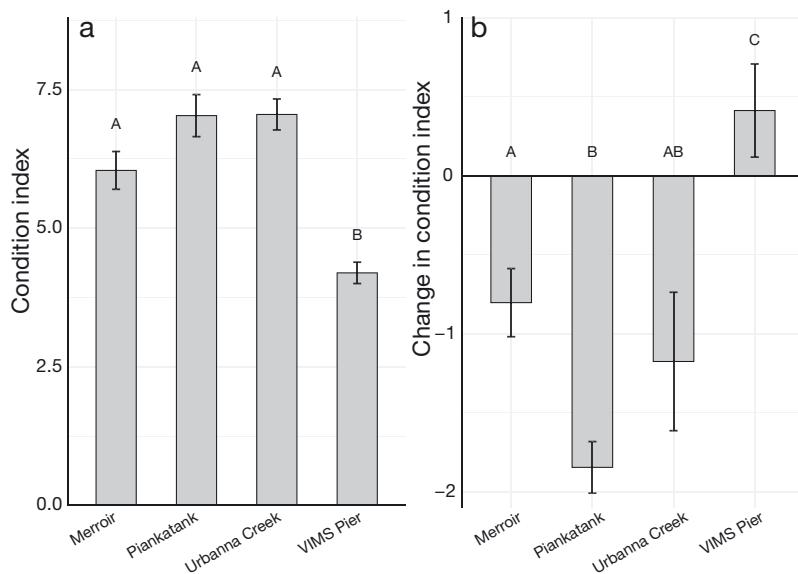 a
Condition index
7.5
5.0
2.5
0.0
A
A
A
B
Merroir
Piankatank
Urbanna Creek
VIMS Pier
b
Change in condition index
1
0
−1
−2
A
B
AB
C
Merroir
Piankatank
Urbanna Creek
VIMS Pier